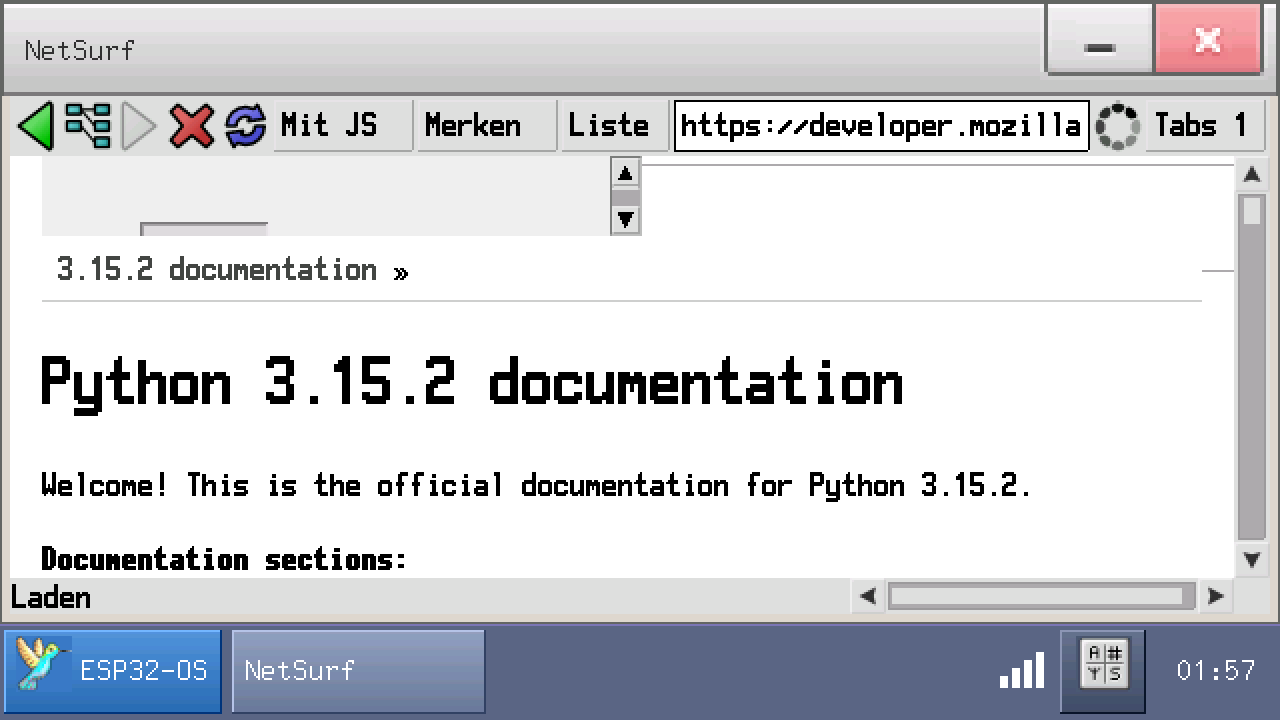 NetSurf
Mit JS Merken Liste https://developer.mozilla Tabs 1
3.15.2 documentation »
Python 3.15.2 documentation
Welcome! This is the official documentation for Python 3.15.2.
Documentation sections:
Laden
ESP32-OS NetSurf A # Y S 01:57